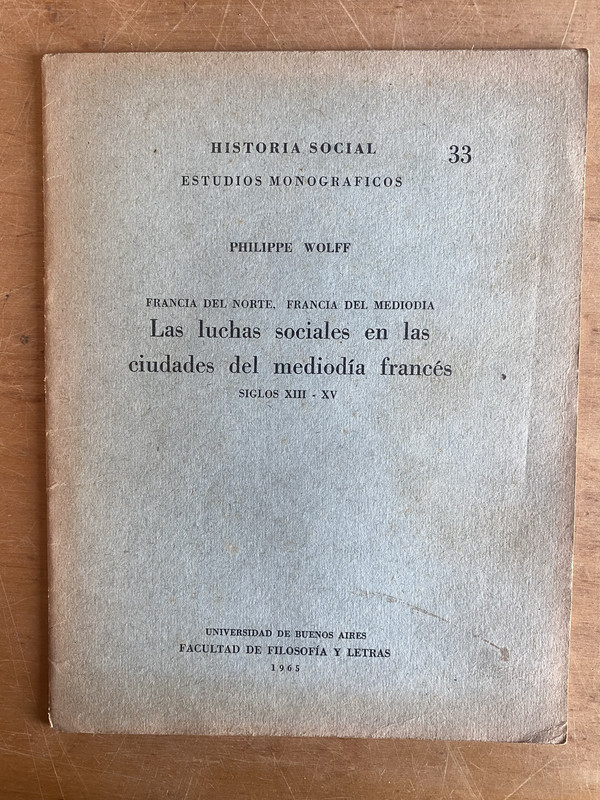 HISTORIA SOCIAL
33
ESTUDIOS MONOGRAFICOS
PHILIPPE WOLFF
FRANCIA DEL NORTE, FRANCIA DEL MEDIODIA
Las luchas sociales en las
ciudades del mediodía francés
SIGLOS XIII - XV
UNIVERSIDAD DE BUENOS AIRES
FACULTAD DE FILOSOFÍA Y LETRAS
1965